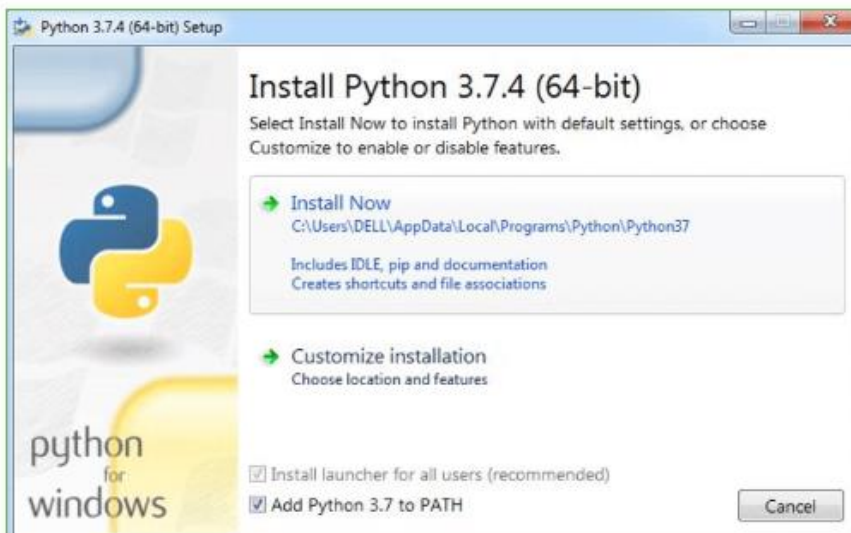 Python 3.7.4 (64-bit) Setup
Install Python 3.7.4 (64-bit)
Select Install Now to install Python with default settings, or choose
Customize to enable or disable features.
Install Now
C:\Users\DELL\AppData\Local\Programs\Python\Python37
Includes IDLE, pip and documentation
Creates shortcuts and file associations
Customize installation
Choose location and features
python
for
windows
Install launcher for all users (recommended)
Add Python 3.7 to PATH
Cancel